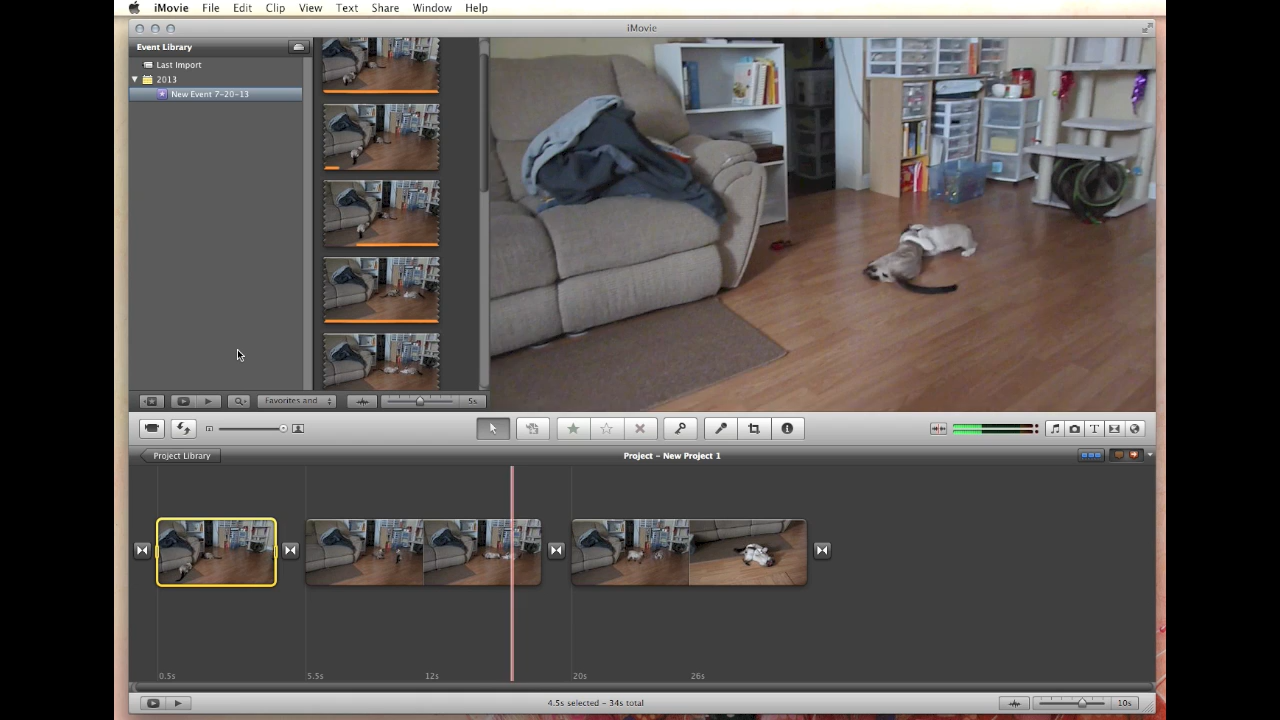 iMovie File Edit Clip View Text Share Window Help
iMovie
Event Library
Last Import
2013
New Event 7-20-13
Favorites and
5s
Project Library
Project - New Project 1
0.5s 5.5s 12s 20s 26s
4.5s selected - 34s total
10s